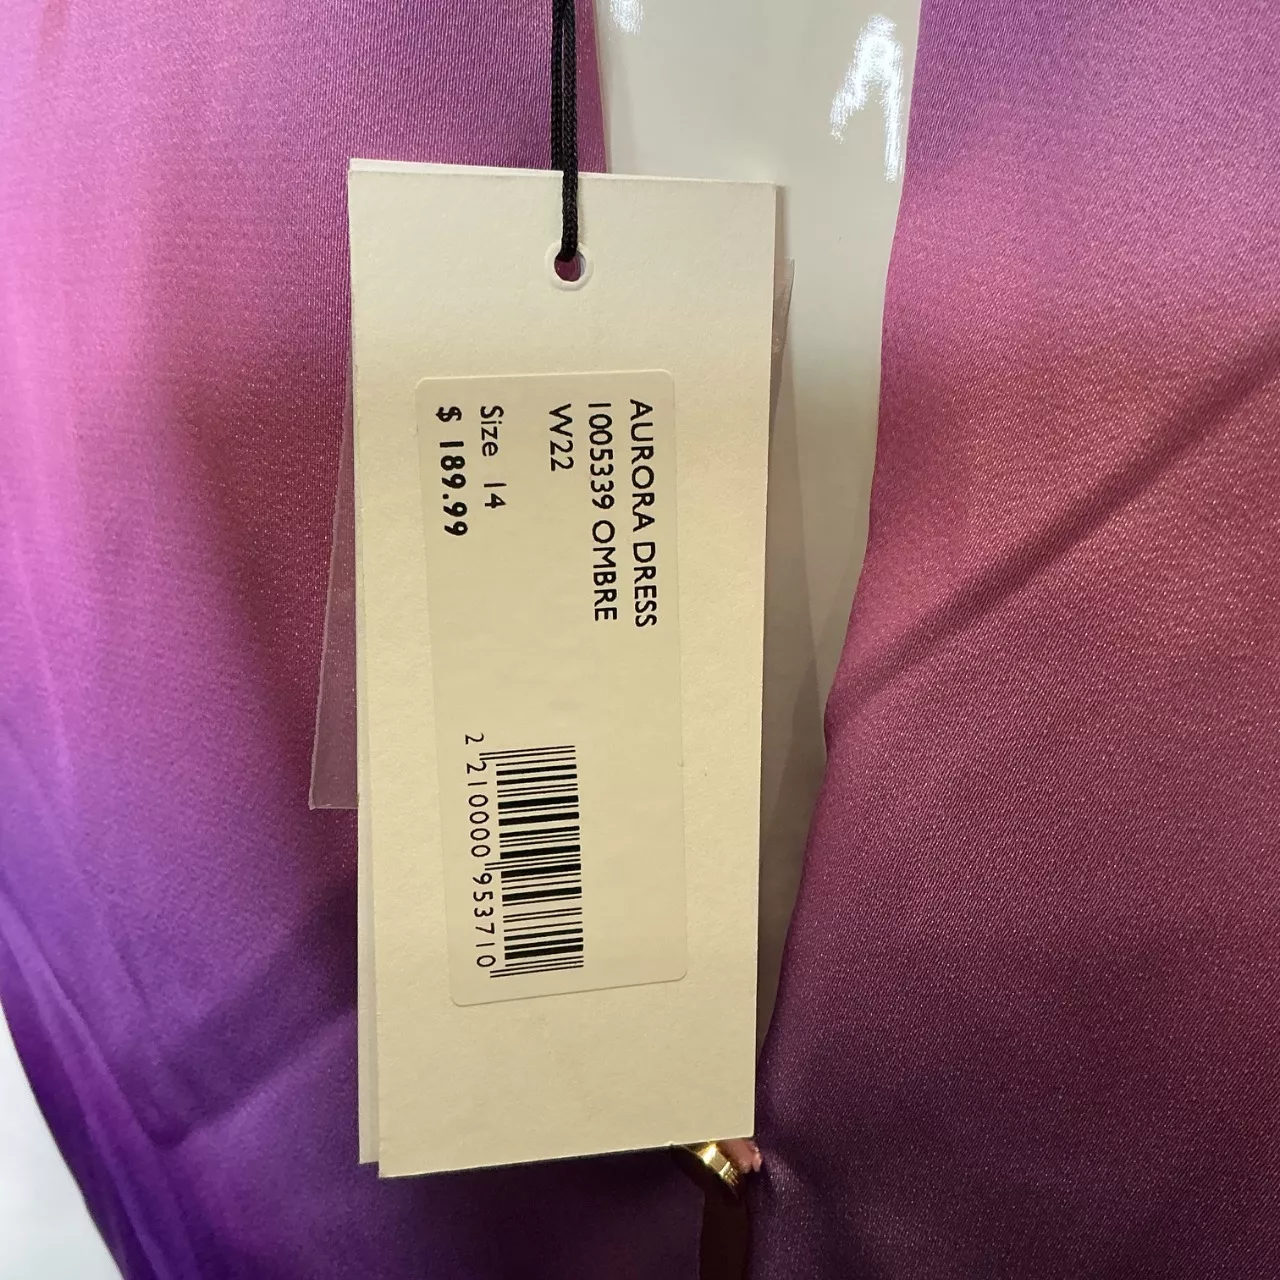 AURORA DRESS
1005339 OMBRE
W22
Size 14
$ 189.99
2 210000 953710